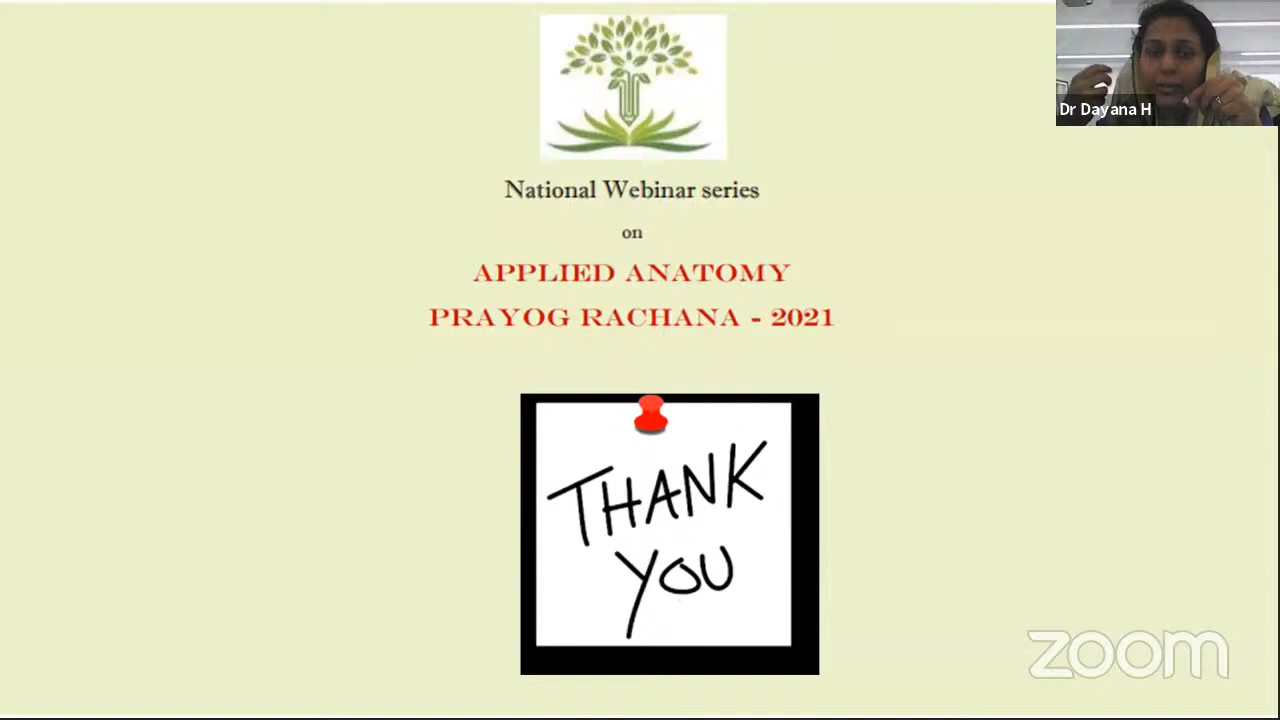 Dr Dayana H
National Webinar series
on
APPLIED ANATOMY
PRAYOG RACHANA - 2021
THANK
YOU
zoom